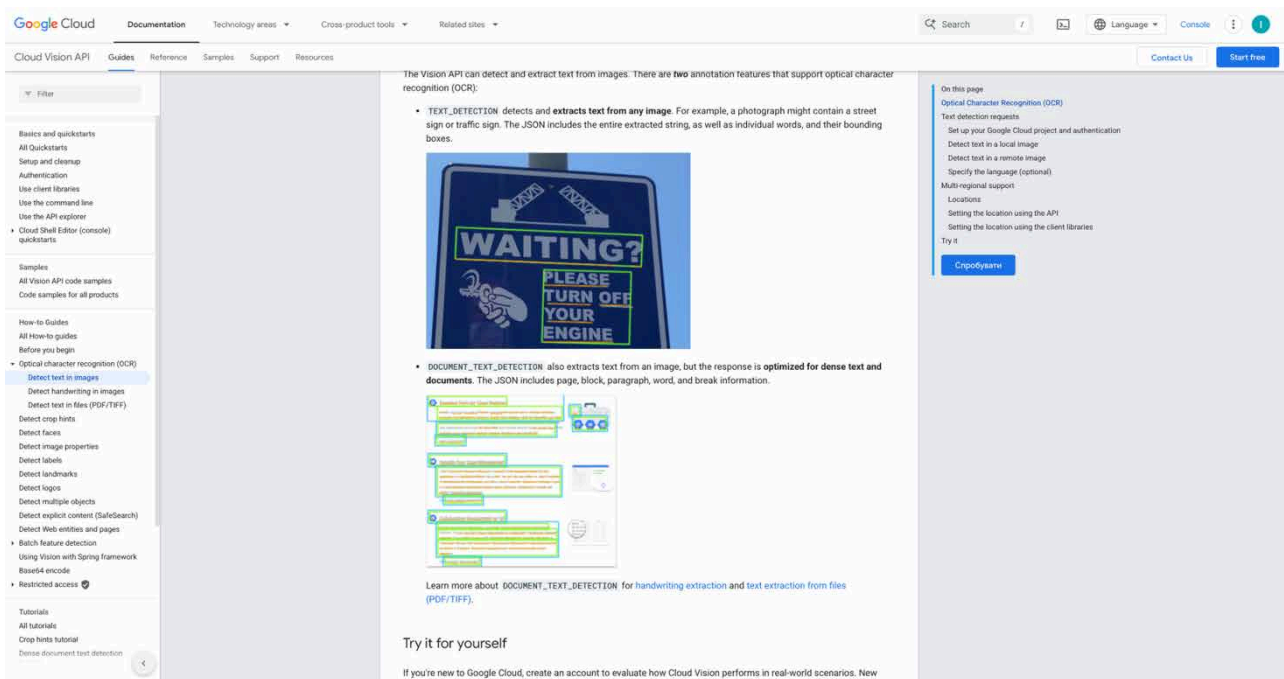 Google Cloud
Documentation
Technology areas
Cross-product tools
Related sites
Search
/
Language
Console
I
Cloud Vision API
Guides
Reference
Samples
Support
Resources
Contact Us
Start free
Filter
Basics and quickstarts
All Quickstarts
Setup and cleanup
Authentication
Use client libraries
Use the command line
Use the API explorer
Cloud Shell Editor (console)
quickstarts
Samples
All Vision API code samples
Code samples for all products
How-to Guides
All How-to guides
Before you begin
Optical character recognition (OCR)
Detect text in images
Detect handwriting in images
Detect text in files (PDF/TIFF)
Detect crop hints
Detect faces
Detect image properties
Detect labels
Detect landmarks
Detect logos
Detect multiple objects
Detect explicit content (SafeSearch)
Detect Web entities and pages
Batch feature detection
Using Vision with Spring framework
Base64 encode
Restricted access
Tutorials
All tutorials
Crop hints tutorial
Dense document text detection
The Vision API can detect and extract text from images. There are two annotation features that support optical character
recognition (OCR):
• TEXT_DETECTION detects and extracts text from any image. For example, a photograph might contain a street
sign or traffic sign. The JSON includes the entire extracted string, as well as individual words, and their bounding
boxes.
WAITING?
PLEASE
TURN OFF
YOUR
ENGINE
• DOCUMENT_TEXT_DETECTION also extracts text from an image, but the response is optimized for dense text and
documents. The JSON includes page, block, paragraph, word, and break information.
Learn more about DOCUMENT_TEXT_DETECTION for handwriting extraction and text extraction from files
(PDF/TIFF).
Try it for yourself
If you're new to Google Cloud, create an account to evaluate how Cloud Vision performs in real-world scenarios. New
On this page
Optical Character Recognition (OCR)
Text detection requests
Set up your Google Cloud project and authentication
Detect text in a local image
Detect text in a remote image
Specify the language (optional)
Multi-regional support
Locations
Setting the location using the API
Setting the location using the client libraries
Try it
Спробувати